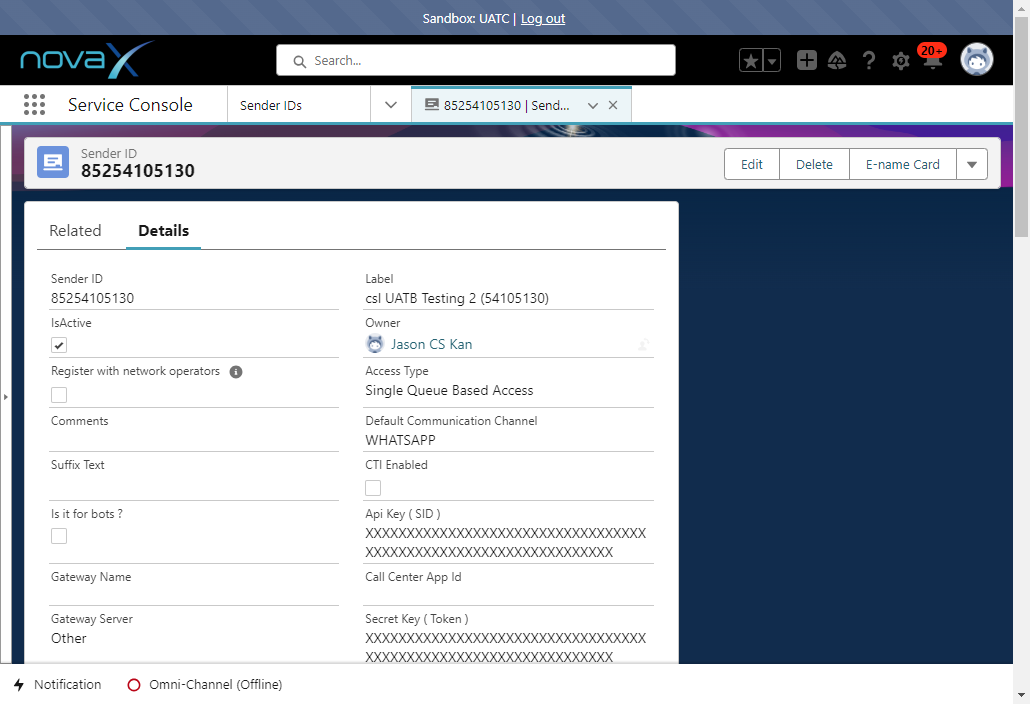 Sandbox: UATC | Log out
novaX
Search...
20+
Service Console
Sender IDs
85254105130 | Send...
Sender ID
85254105130
Edit
Delete
E-name Card
Related
Details
Sender ID
85254105130
Label
csl UATB Testing 2 (54105130)
IsActive
Owner
Jason CS Kan
Register with network operators
Access Type
Single Queue Based Access
Comments
Default Communication Channel
WHATSAPP
Suffix Text
CTI Enabled
Is it for bots ?
Api Key ( SID )
XXXXXXXXXXXXXXXXXXXXXXXXXXXXXXXXXX
XXXXXXXXXXXXXXXXXXXXXXXXXXXXXX
Gateway Name
Call Center App Id
Gateway Server
Other
Secret Key ( Token )
XXXXXXXXXXXXXXXXXXXXXXXXXXXXXXXXXX
XXXXXXXXXXXXXXXXXXXXXXXXXXXXXX
Notification
Omni-Channel (Offline)